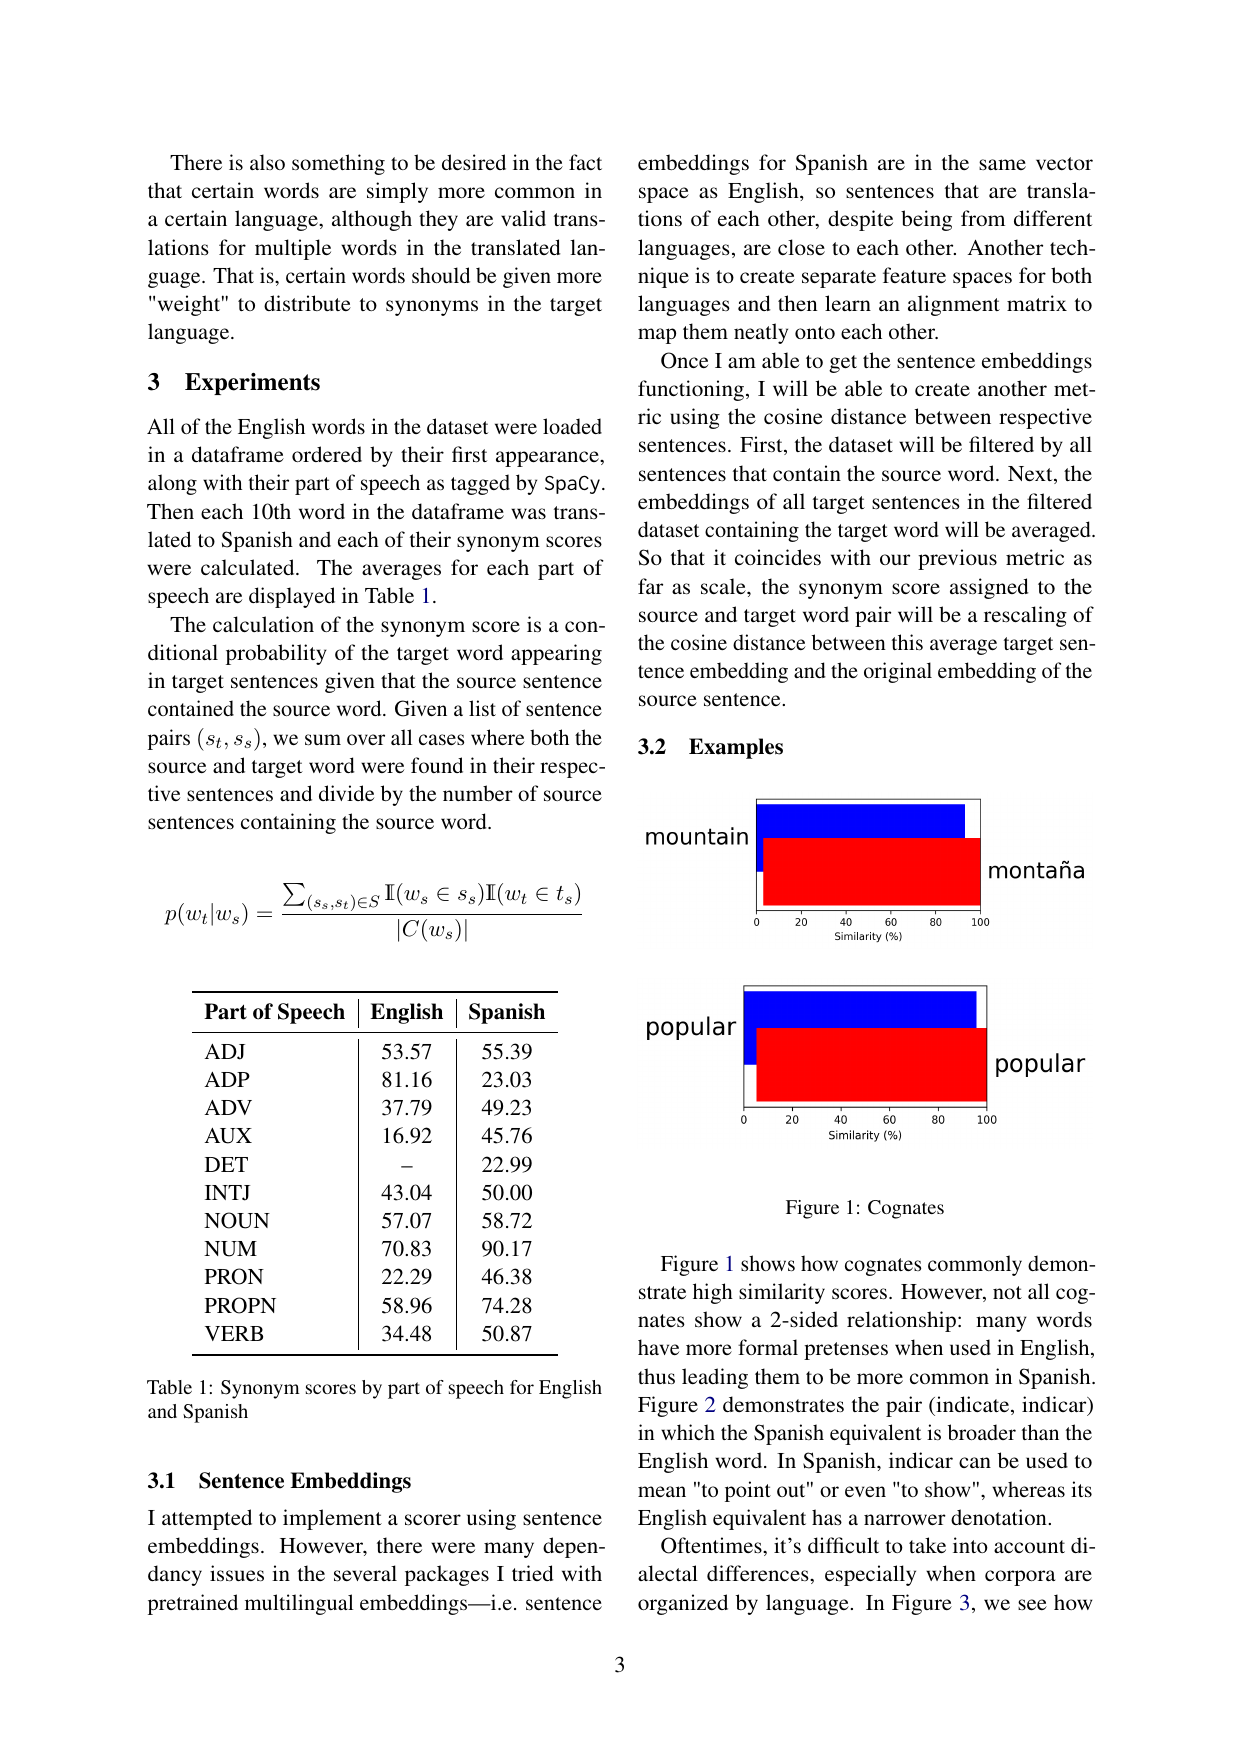 There is also something to be desired in the fact
that certain words are simply more common in
a certain language, although they are valid trans-
lations for multiple words in the translated lan-
guage. That is, certain words should be given more
"weight" to distribute to synonyms in the target
language.
3 Experiments
All of the English words in the dataset were loaded
in a dataframe ordered by their first appearance,
along with their part of speech as tagged by SpaCy.
Then each 10th word in the dataframe was trans-
lated to Spanish and each of their synonym scores
were calculated. The averages for each part of
speech are displayed in Table 1.
The calculation of the synonym score is a con-
ditional probability of the target word appearing
in target sentences given that the source sentence
contained the source word. Given a list of sentence
pairs (s_t, s_s), we sum over all cases where both the
source and target word were found in their respec-
tive sentences and divide by the number of source
sentences containing the source word.
p(w_t|w_s) = ∑_(s_s,s_t)∈S 𝕀(w_s ∈ s_s)𝕀(w_t ∈ t_s) / |C(w_s)|
Part of Speech English Spanish
ADJ 53.57 55.39
ADP 81.16 23.03
ADV 37.79 49.23
AUX 16.92 45.76
DET – 22.99
INTJ 43.04 50.00
NOUN 57.07 58.72
NUM 70.83 90.17
PRON 22.29 46.38
PROPN 58.96 74.28
VERB 34.48 50.87
Table 1: Synonym scores by part of speech for English
and Spanish
3.1 Sentence Embeddings
I attempted to implement a scorer using sentence
embeddings. However, there were many depen-
dancy issues in the several packages I tried with
pretrained multilingual embeddings—i.e. sentence
embeddings for Spanish are in the same vector
space as English, so sentences that are transla-
tions of each other, despite being from different
languages, are close to each other. Another tech-
nique is to create separate feature spaces for both
languages and then learn an alignment matrix to
map them neatly onto each other.
Once I am able to get the sentence embeddings
functioning, I will be able to create another met-
ric using the cosine distance between respective
sentences. First, the dataset will be filtered by all
sentences that contain the source word. Next, the
embeddings of all target sentences in the filtered
dataset containing the target word will be averaged.
So that it coincides with our previous metric as
far as scale, the synonym score assigned to the
source and target word pair will be a rescaling of
the cosine distance between this average target sen-
tence embedding and the original embedding of the
source sentence.
3.2 Examples
mountain
montaña
0 20 40 60 80 100
Similarity (%)
popular
popular
0 20 40 60 80 100
Similarity (%)
Figure 1: Cognates
Figure 1 shows how cognates commonly demon-
strate high similarity scores. However, not all cog-
nates show a 2-sided relationship: many words
have more formal pretenses when used in English,
thus leading them to be more common in Spanish.
Figure 2 demonstrates the pair (indicate, indicar)
in which the Spanish equivalent is broader than the
English word. In Spanish, indicar can be used to
mean "to point out" or even "to show", whereas its
English equivalent has a narrower denotation.
Oftentimes, it's difficult to take into account di-
alectal differences, especially when corpora are
organized by language. In Figure 3, we see how
3